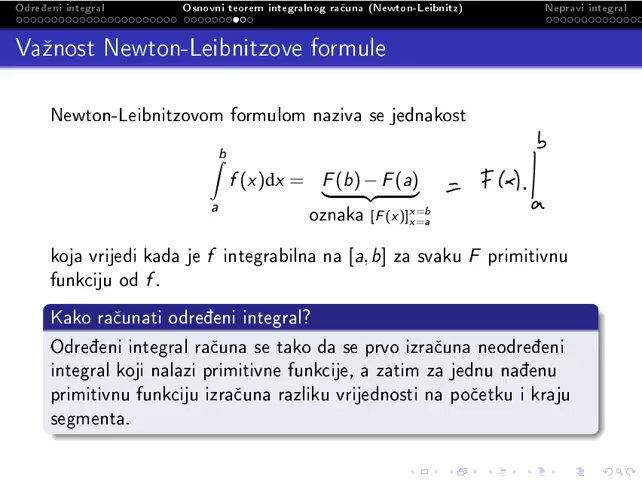 Određeni integral Osnovni teorem integralnog računa (Newton-Leibnitz) Nepravi integral
Važnost Newton-Leibnitzove formule
Newton-Leibnitzovom formulom naziva se jednakost
∫_a^b f(x)dx = F(b) − F(a) = F(x).|_a^b
oznaka [F(x)]_{x=a}^{x=b}
koja vrijedi kada je f integrabilna na [a, b] za svaku F primitivnu
funkciju od f.
Kako računati određeni integral?
Određeni integral računa se tako da se prvo izračuna neodređeni
integral koji nalazi primitivne funkcije, a zatim za jednu nađenu
primitivnu funkciju izračuna razliku vrijednosti na početku i kraju
segmenta.